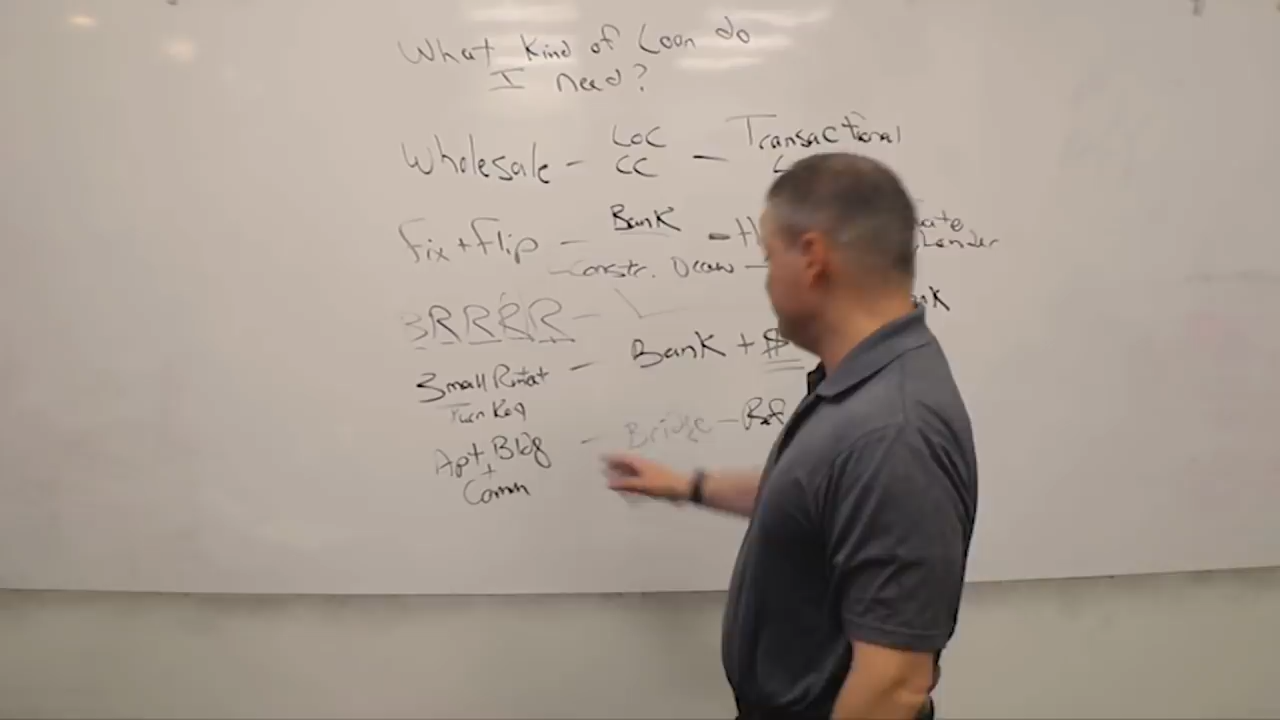 What kind of Loan do
I need?
Wholesale - LOC CC - Transactional
Fix + Flip - Bank - H
Constr. Draw -
BRRRR -
Small Rental - Bank + $
Turn Key
Apt Bldg - Bridge - Ref
+
Comm